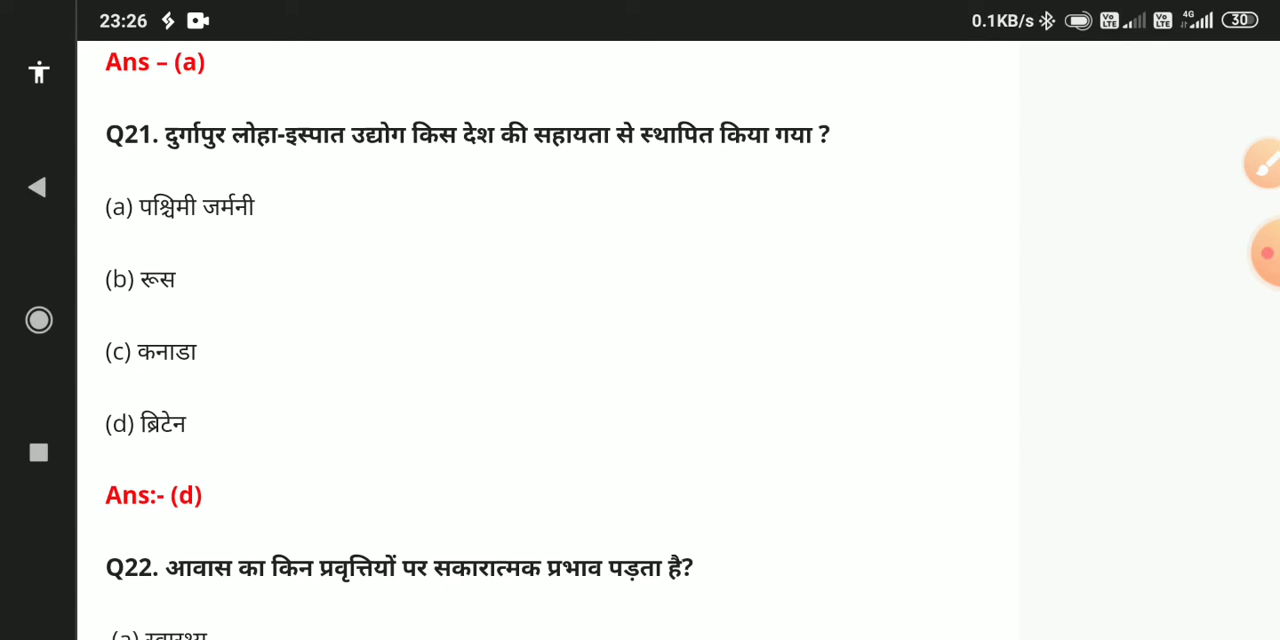 23:26
0.1KB/s 4G 30
Ans – (a)
Q21. दुर्गापुर लोहा-इस्पात उद्योग किस देश की सहायता से स्थापित किया गया ?
(a) पश्चिमी जर्मनी
(b) रूस
(c) कनाडा
(d) ब्रिटेन
Ans:- (d)
Q22. आवास का किन प्रवृत्तियों पर सकारात्मक प्रभाव पड़ता है?